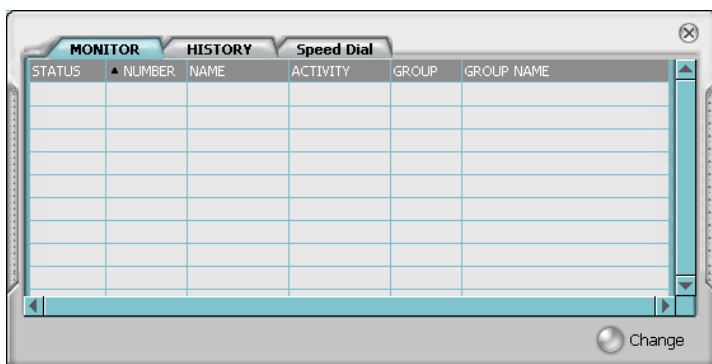 MONITOR HISTORY Speed Dial
STATUS ▲ NUMBER NAME ACTIVITY GROUP GROUP NAME
Change